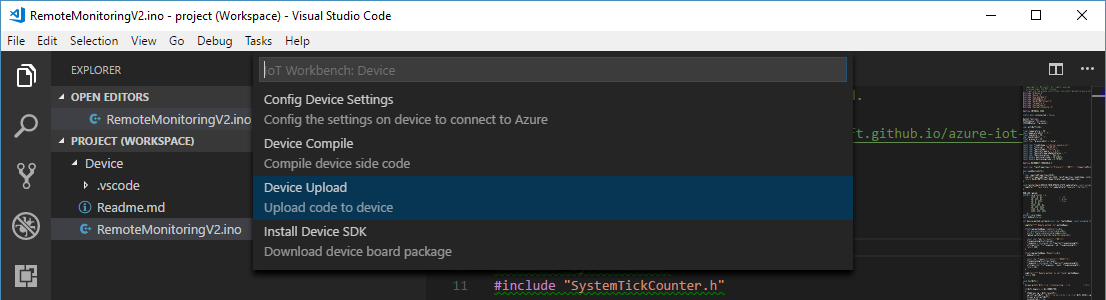 RemoteMonitoringV2.ino - project (Workspace) - Visual Studio Code
File Edit Selection View Go Debug Tasks Help
EXPLORER
IoT Workbench: Device
OPEN EDITORS
Config Device Settings
RemoteMonitoringV2.ino
Config the settings on device to connect to Azure
PROJECT (WORKSPACE)
ft.github.io/azure-iot-
Device Compile
Device
Compile device side code
.vscode
Device Upload
Readme.md
Upload code to device
RemoteMonitoringV2.ino
Install Device SDK
Download device board package
11 #include "SystemTickCounter.h"